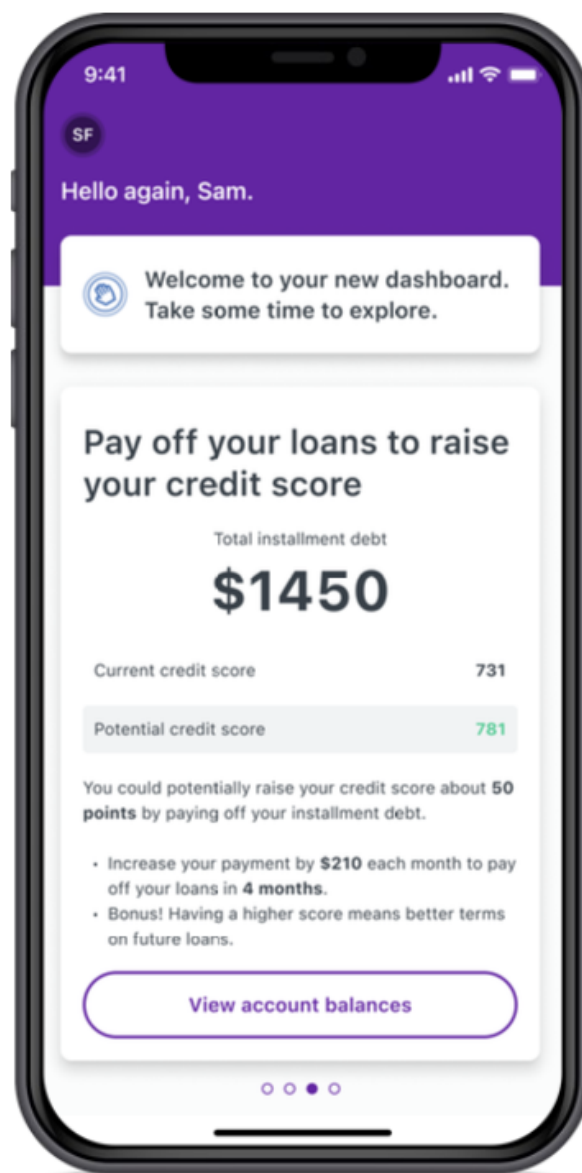 9:41
SF
Hello again, Sam.
Welcome to your new dashboard.
Take some time to explore.
Pay off your loans to raise
your credit score
Total installment debt
$1450
Current credit score 731
Potential credit score 781
You could potentially raise your credit score about 50
points by paying off your installment debt.
• Increase your payment by $210 each month to pay
off your loans in 4 months.
• Bonus! Having a higher score means better terms
on future loans.
View account balances